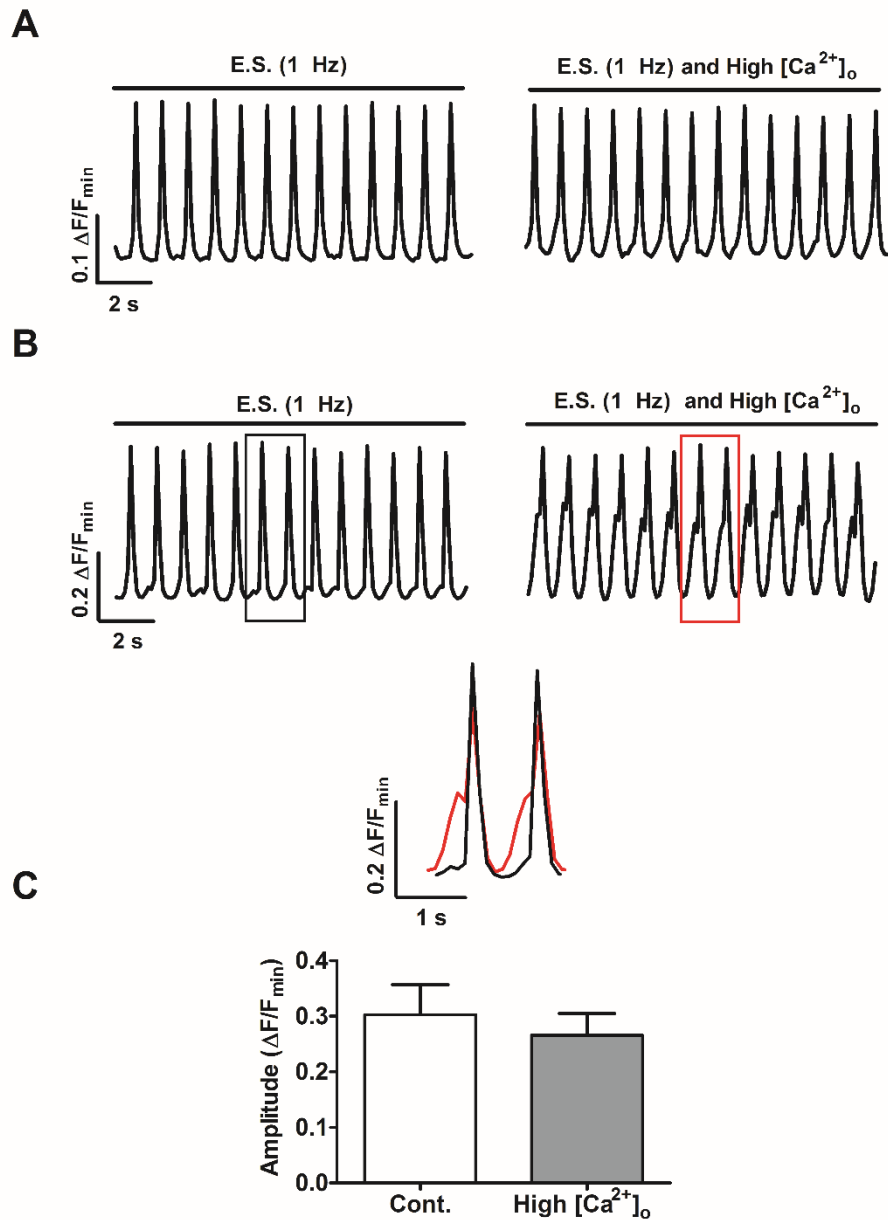 A
E.S. (1 Hz)
E.S. (1 Hz) and High [Ca²⁺]ₒ
0.1 ΔF/Fmin
2 s
B
E.S. (1 Hz)
E.S. (1 Hz) and High [Ca²⁺]ₒ
0.2 ΔF/Fmin
2 s
0.2 ΔF/Fmin
1 s
C
Amplitude (ΔF/Fmin)
0.4
0.3
0.2
0.1
0.0
Cont.
High [Ca²⁺]ₒ